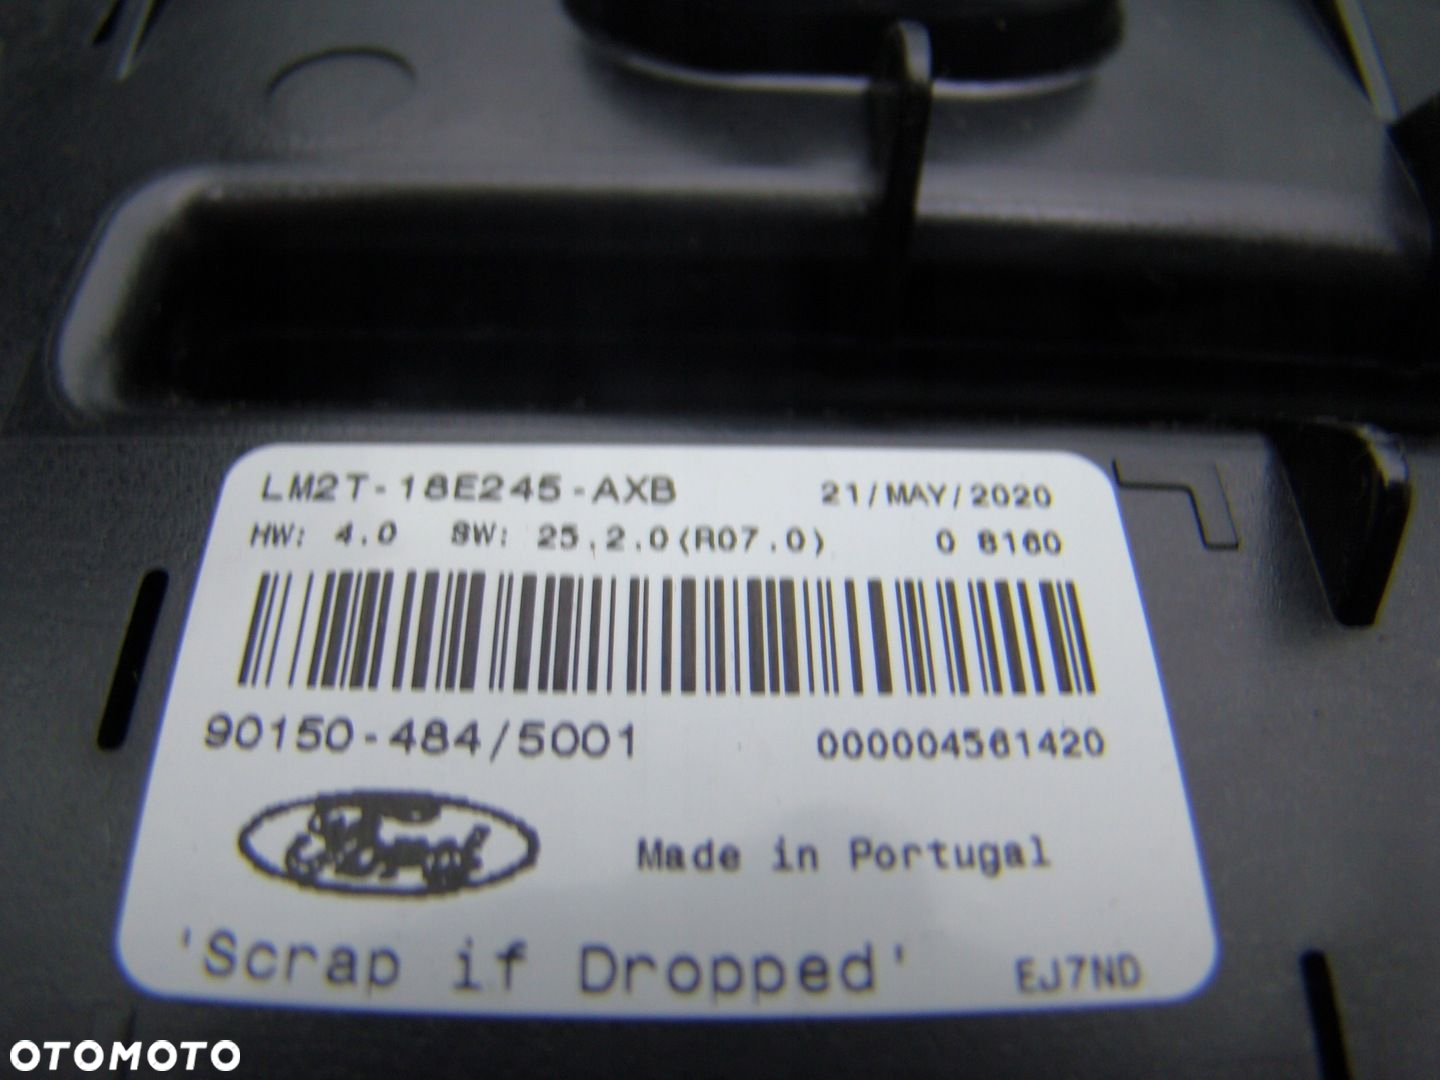 LM2T-18E245-AXB 21/MAY/2020
HW: 4.0 SW: 25.2.0(R07.0) 0 8160
90150-484/5001 000004561420
Ford
Made in Portugal
'Scrap if Dropped' EJ7ND
OTOMOTO